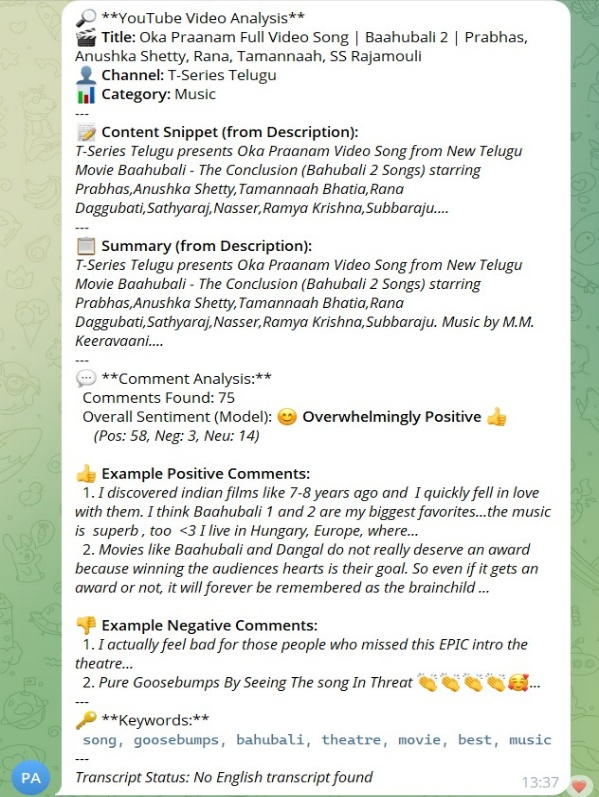 🔎 **YouTube Video Analysis**
🎬 Title: Oka Praanam Full Video Song | Baahubali 2 | Prabhas,
Anushka Shetty, Rana, Tamannaah, SS Rajamouli
👤 Channel: T-Series Telugu
📊 Category: Music
---
📝 Content Snippet (from Description):
T-Series Telugu presents Oka Praanam Video Song from New Telugu
Movie Baahubali - The Conclusion (Bahubali 2 Songs) starring
Prabhas,Anushka Shetty,Tamannaah Bhatia,Rana
Daggubati,Sathyaraj,Nasser,Ramya Krishna,Subbaraju....
---
📋 Summary (from Description):
T-Series Telugu presents Oka Praanam Video Song from New Telugu
Movie Baahubali - The Conclusion (Bahubali 2 Songs) starring
Prabhas,Anushka Shetty,Tamannaah Bhatia,Rana
Daggubati,Sathyaraj,Nasser,Ramya Krishna,Subbaraju. Music by M.M.
Keeravaani....
---
💬 **Comment Analysis:**
Comments Found: 75
Overall Sentiment (Model): 😊 Overwhelmingly Positive 👍
(Pos: 58, Neg: 3, Neu: 14)
👍 Example Positive Comments:
1. I discovered indian films like 7-8 years ago and I quickly fell in love
with them. I think Baahubali 1 and 2 are my biggest favorites...the music
is superb , too <3 I live in Hungary, Europe, where...
2. Movies like Baahubali and Dangal do not really deserve an award
because winning the audiences hearts is their goal. So even if it gets an
award or not, it will forever be remembered as the brainchild ...
👎 Example Negative Comments:
1. I actually feel bad for those people who missed this EPIC intro the
theatre...
2. Pure Goosebumps By Seeing The song In Threat 👏👏👏👏🥰...
---
🔑 **Keywords:**
song, goosebumps, bahubali, theatre, movie, best, music
---
Transcript Status: No English transcript found
PA
13:37